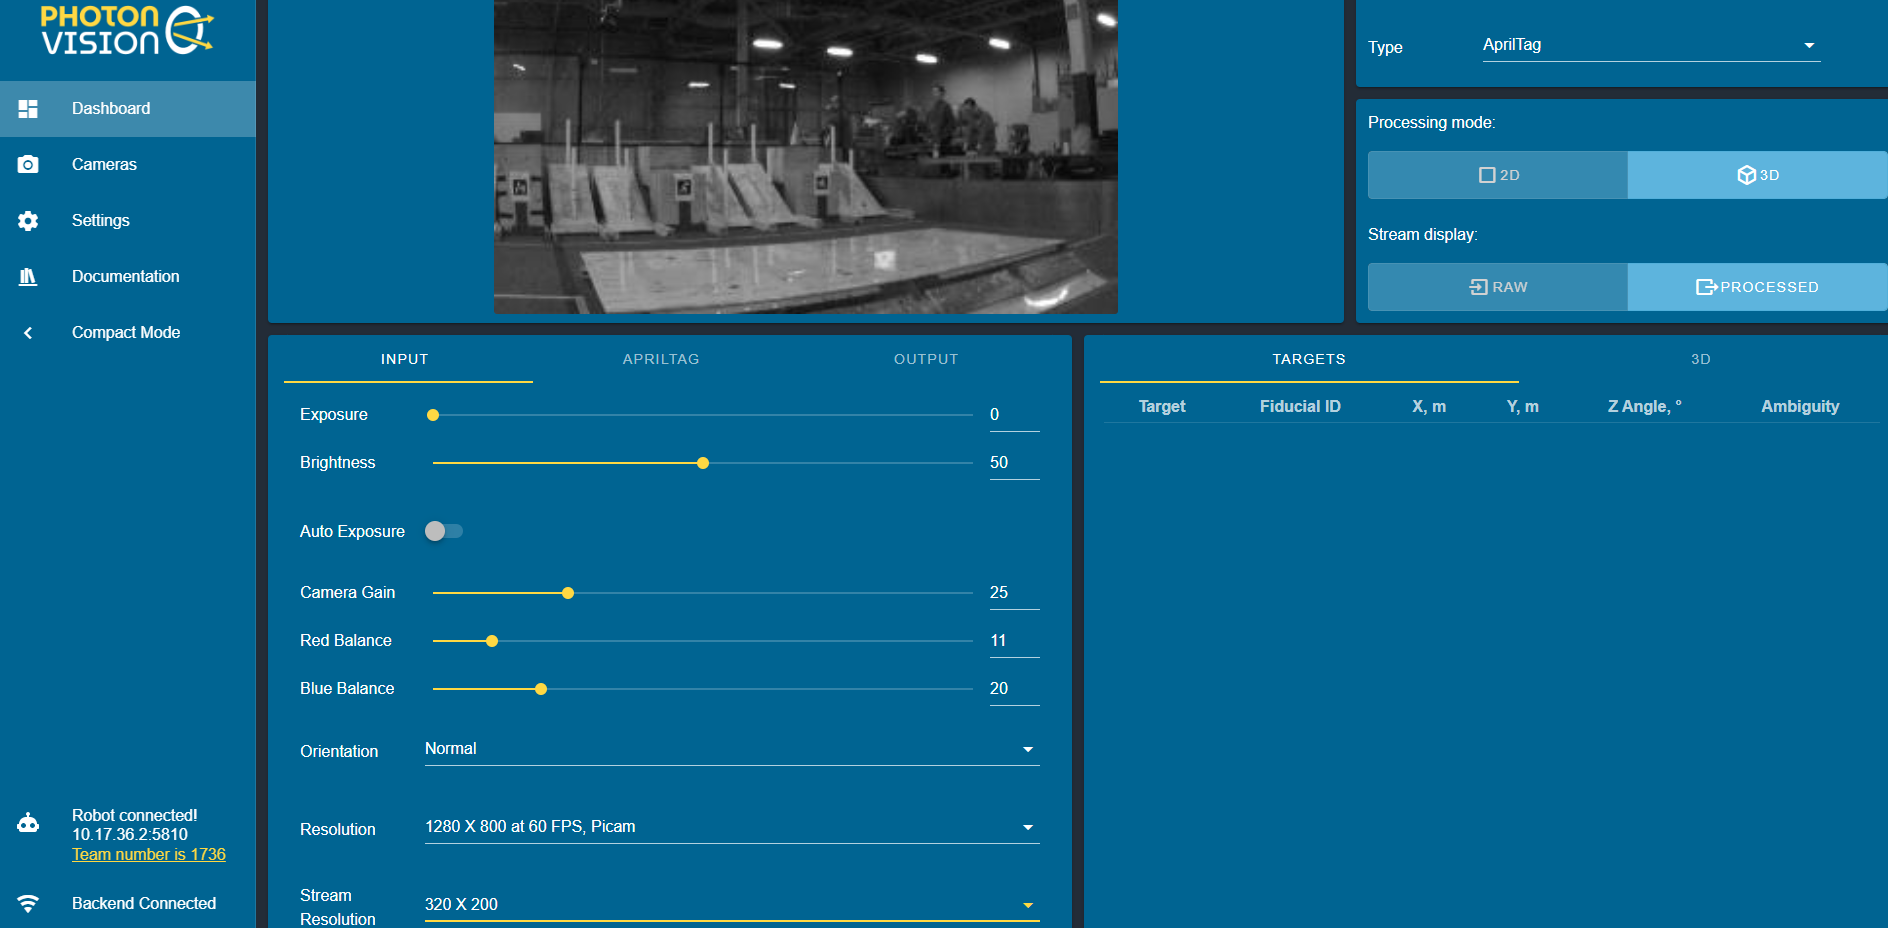 PHOTON
VISION
Dashboard
Cameras
Settings
Documentation
Compact Mode
Robot connected!
10.17.36.2:5810
Team number is 1736
Backend Connected
Type
AprilTag
Processing mode:
2D
3D
Stream display:
RAW
PROCESSED
INPUT
APRILTAG
OUTPUT
Exposure
0
Brightness
50
Auto Exposure
Camera Gain
25
Red Balance
11
Blue Balance
20
Orientation
Normal
Resolution
1280 X 800 at 60 FPS, Picam
Stream
Resolution
320 X 200
TARGETS
3D
Target
Fiducial ID
X, m
Y, m
Z Angle, °
Ambiguity